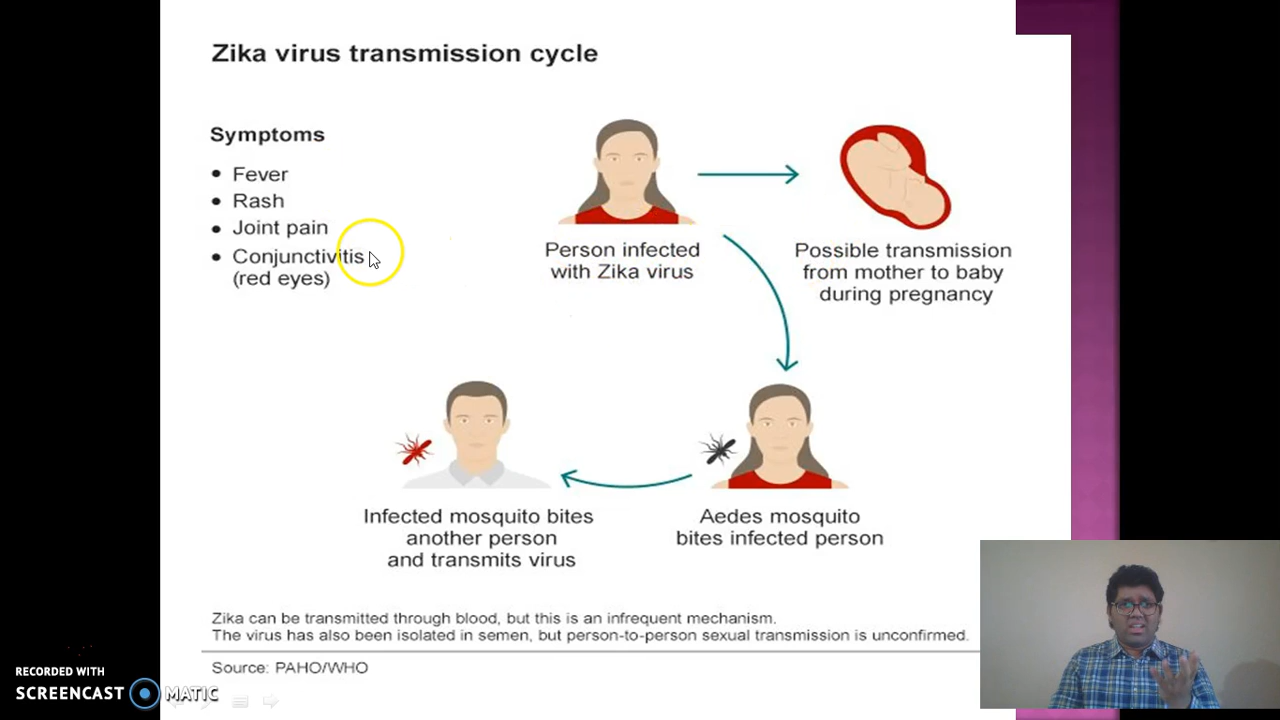 Zika virus transmission cycle
Symptoms
• Fever
• Rash
• Joint pain
• Conjunctivitis
(red eyes)
Person infected
with Zika virus
Possible transmission
from mother to baby
during pregnancy
Infected mosquito bites
another person
and transmits virus
Aedes mosquito
bites infected person
Zika can be transmitted through blood, but this is an infrequent mechanism.
The virus has also been isolated in semen, but person-to-person sexual transmission is unconfirmed.
Source: PAHO/WHO
RECORDED WITH
SCREENCAST MATIC